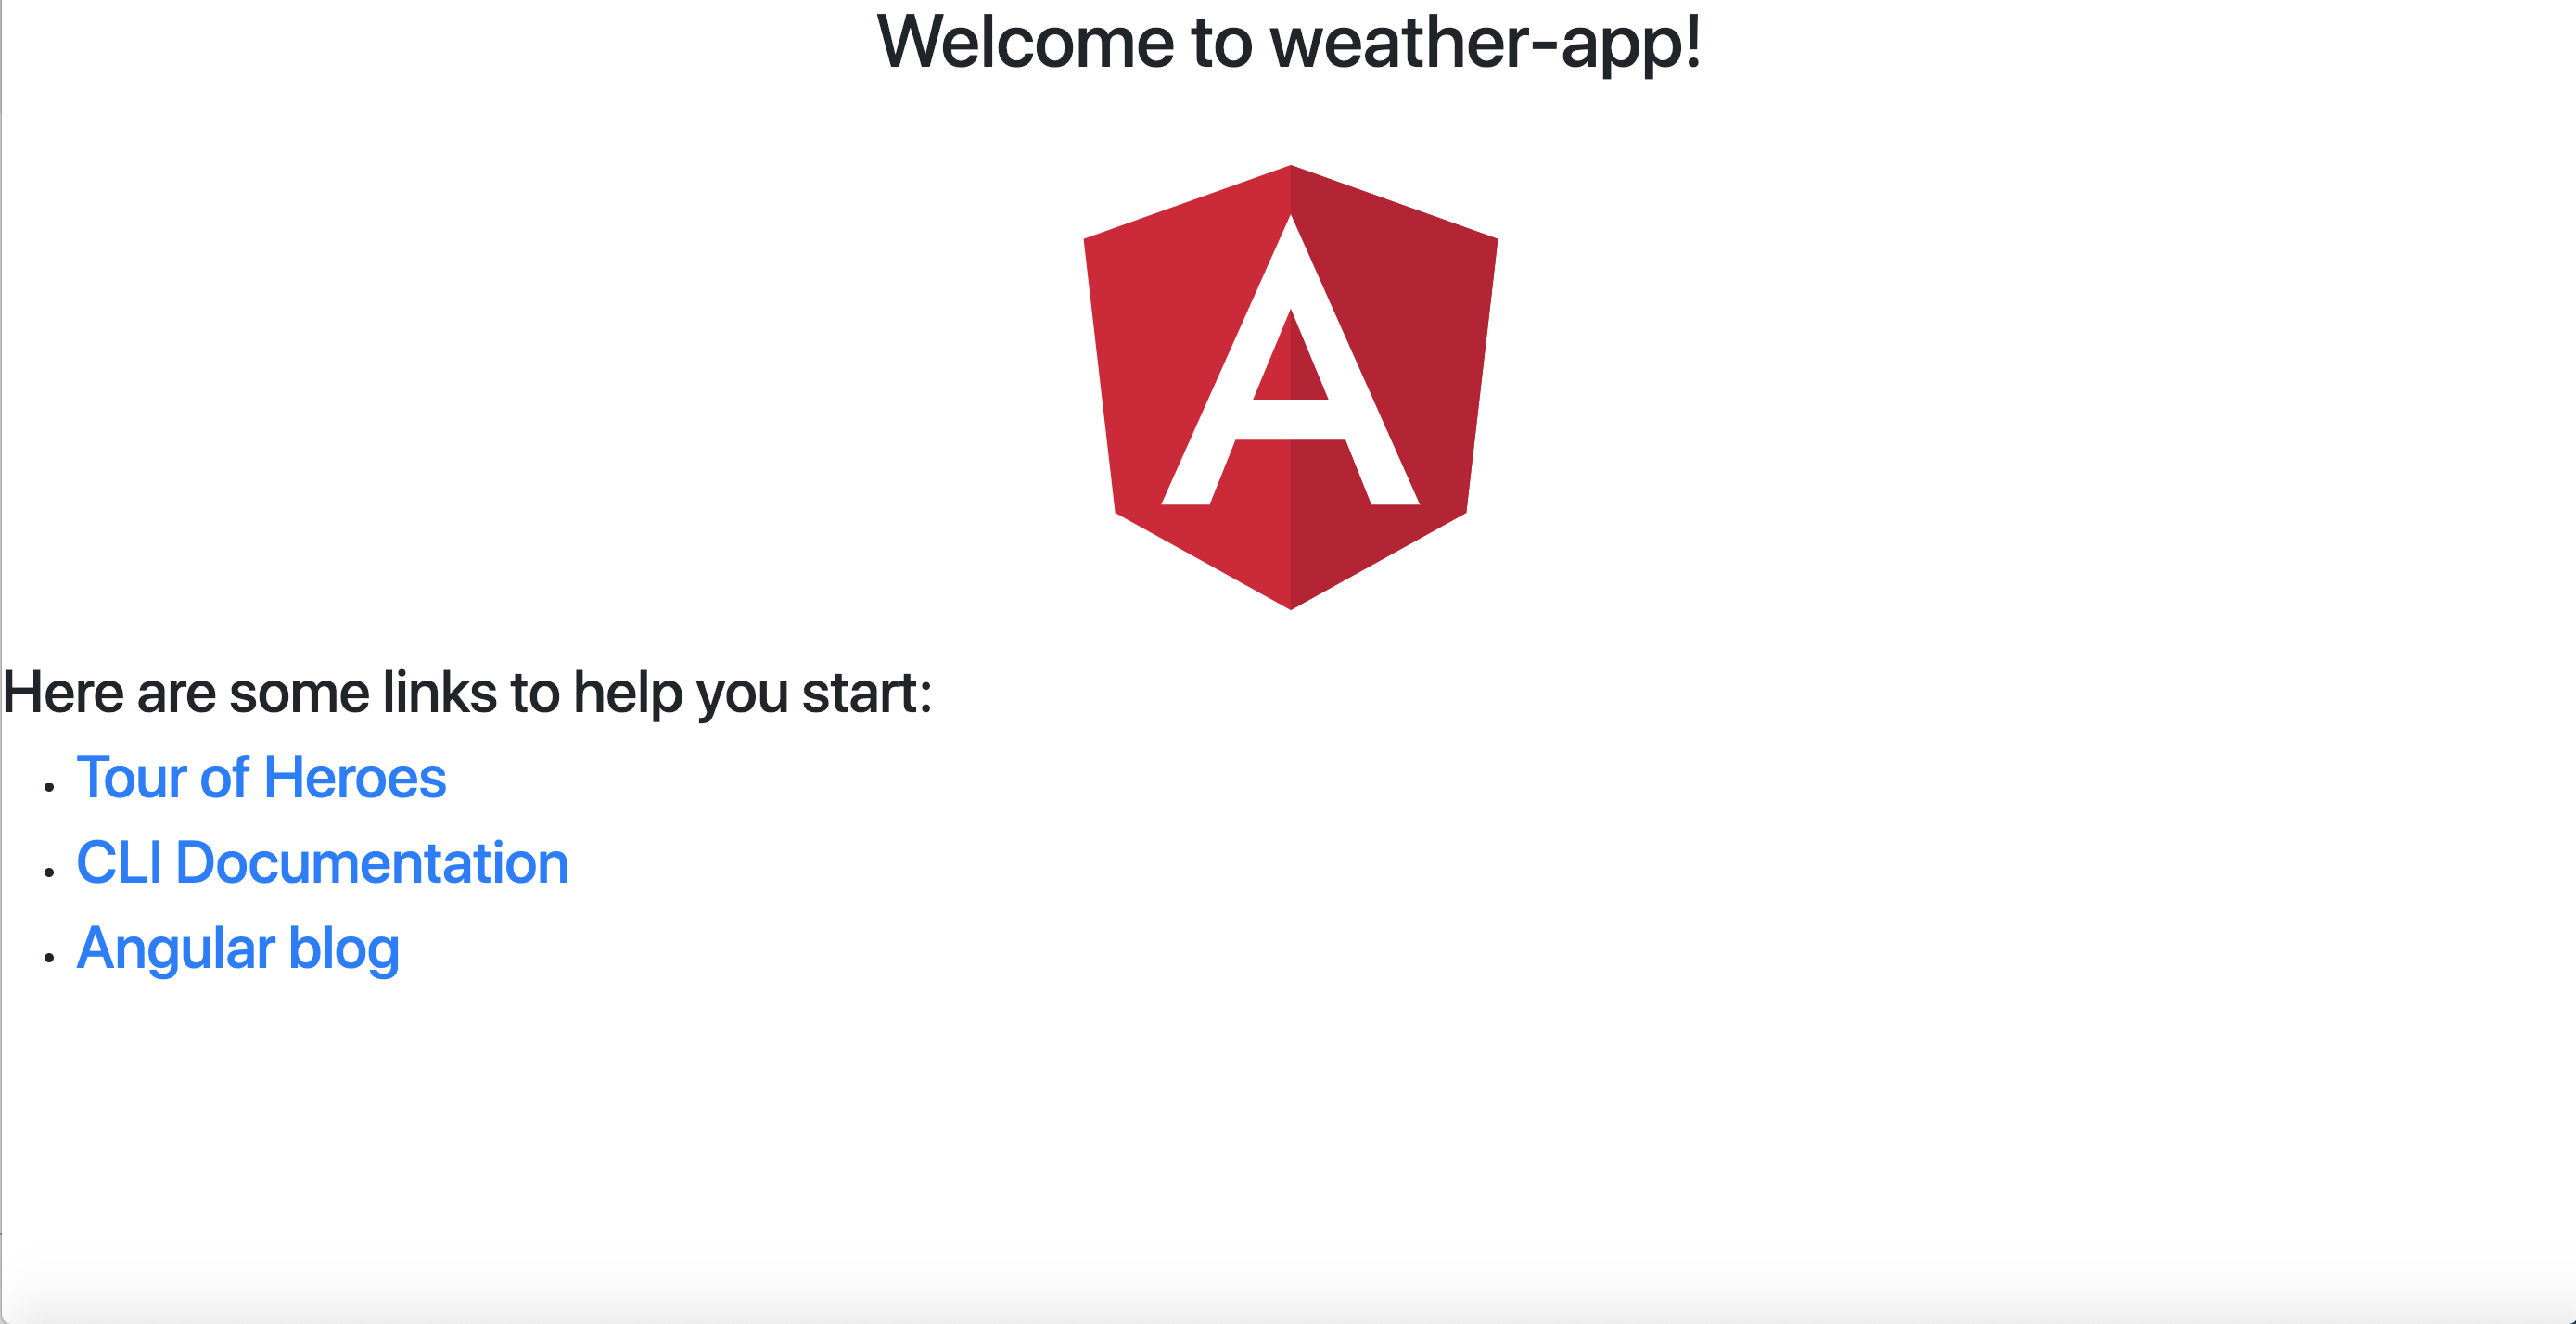 Welcome to weather-app!
A
Here are some links to help you start:
Tour of Heroes
CLI Documentation
Angular blog